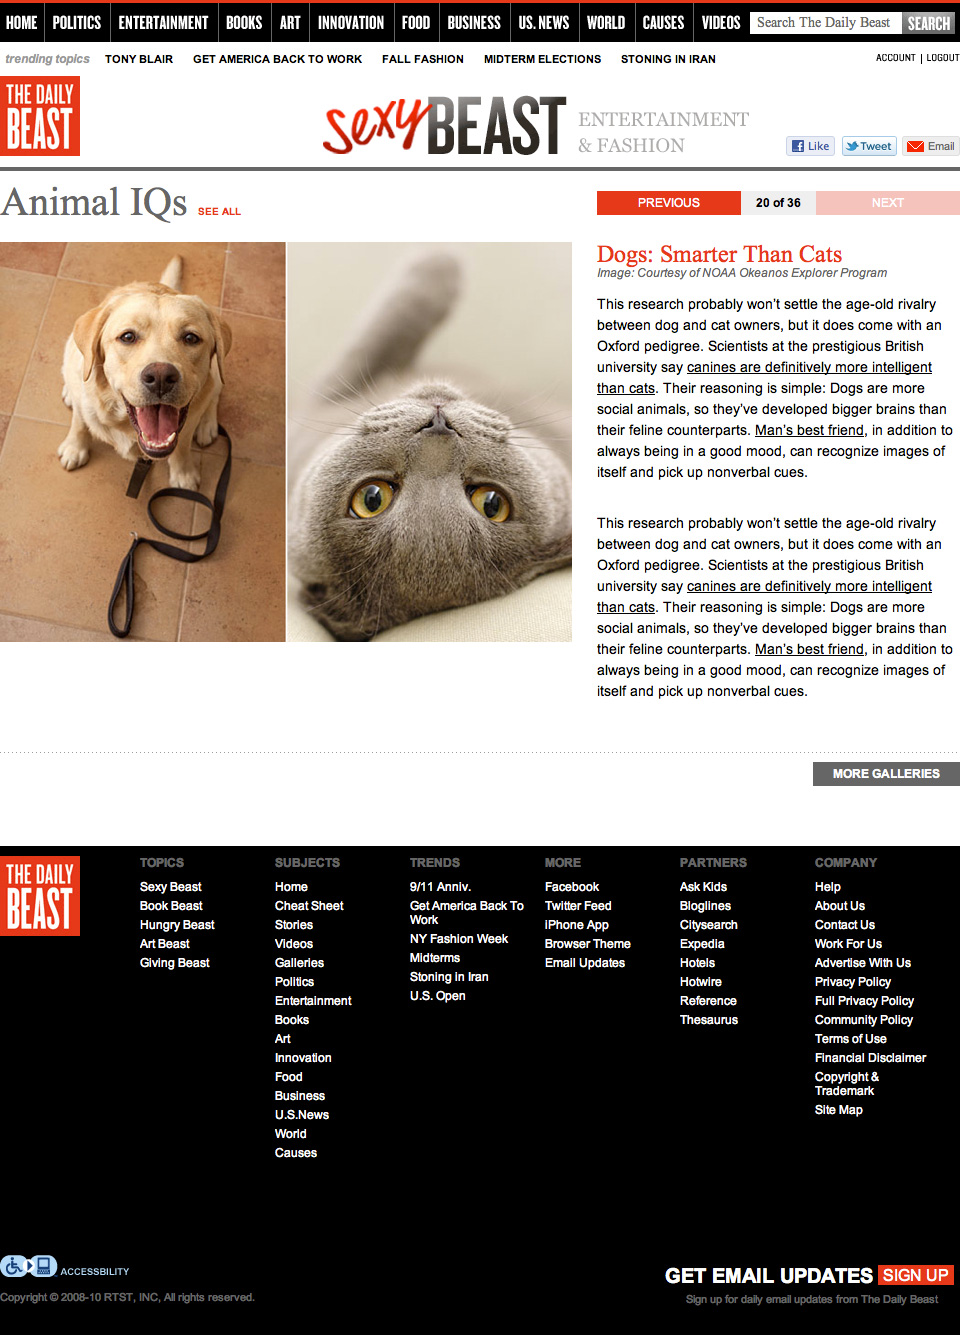 HOME POLITICS ENTERTAINMENT BOOKS ART INNOVATION FOOD BUSINESS US. NEWS WORLD CAUSES VIDEOS Search The Daily Beast SEARCH
trending topics TONY BLAIR GET AMERICA BACK TO WORK FALL FASHION MIDTERM ELECTIONS STONING IN IRAN ACCOUNT | LOGOUT
THE DAILY
BEAST
Sexy BEAST
ENTERTAINMENT
& FASHION
Like Tweet Email
Animal IQs SEE ALL
PREVIOUS 20 of 36 NEXT
Dogs: Smarter Than Cats
Image: Courtesy of NOAA Okeanos Explorer Program
This research probably won't settle the age-old rivalry
between dog and cat owners, but it does come with an
Oxford pedigree. Scientists at the prestigious British
university say canines are definitively more intelligent
than cats. Their reasoning is simple: Dogs are more
social animals, so they've developed bigger brains than
their feline counterparts. Man's best friend, in addition to
always being in a good mood, can recognize images of
itself and pick up nonverbal cues.
This research probably won't settle the age-old rivalry
between dog and cat owners, but it does come with an
Oxford pedigree. Scientists at the prestigious British
university say canines are definitively more intelligent
than cats. Their reasoning is simple: Dogs are more
social animals, so they've developed bigger brains than
their feline counterparts. Man's best friend, in addition to
always being in a good mood, can recognize images of
itself and pick up nonverbal cues.
MORE GALLERIES
THE DAILY
BEAST
TOPICS
Sexy Beast
Book Beast
Hungry Beast
Art Beast
Giving Beast
SUBJECTS
Home
Cheat Sheet
Stories
Videos
Galleries
Politics
Entertainment
Books
Art
Innovation
Food
Business
U.S.News
World
Causes
TRENDS
9/11 Anniv.
Get America Back To
Work
NY Fashion Week
Midterms
Stoning in Iran
U.S. Open
MORE
Facebook
Twitter Feed
iPhone App
Browser Theme
Email Updates
PARTNERS
Ask Kids
Bloglines
Citysearch
Expedia
Hotels
Hotwire
Reference
Thesaurus
COMPANY
Help
About Us
Contact Us
Work For Us
Advertise With Us
Privacy Policy
Full Privacy Policy
Community Policy
Terms of Use
Financial Disclaimer
Copyright &
Trademark
Site Map
ACCESSBILITY
Copyright © 2008-10 RTST, INC, All rights reserved.
GET EMAIL UPDATES SIGN UP
Sign up for daily email updates from The Daily Beast